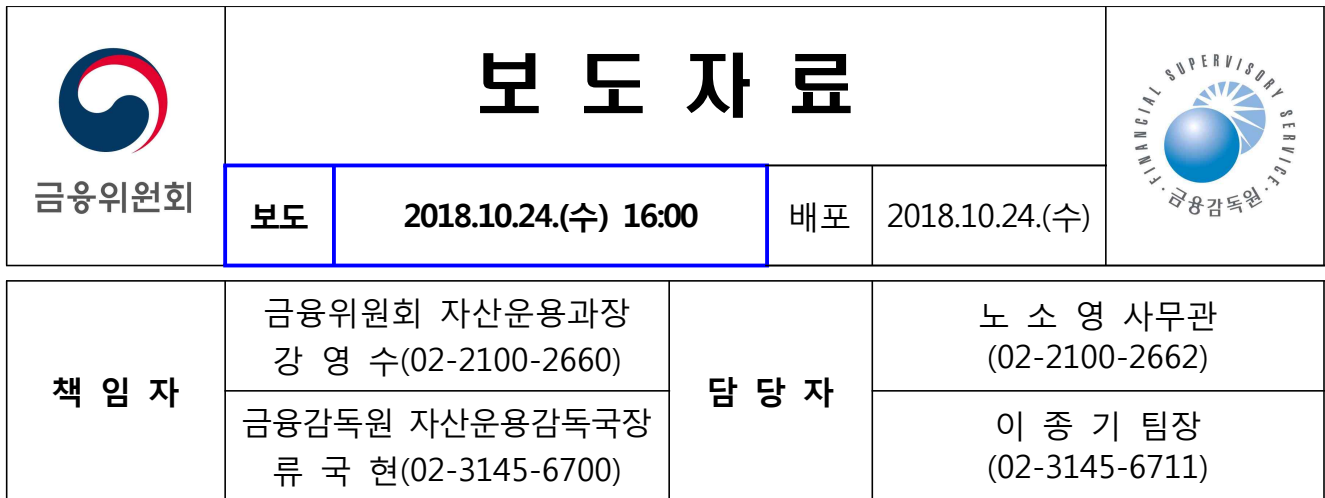 보 도 자 료
금융위원회
FINANCIAL SUPERVISORY SERVICE
금융감독원
보도 2018.10.24.(수) 16:00 배포 2018.10.24.(수)
책 임 자
금융위원회 자산운용과장
강 영 수(02-2100-2660)
금융감독원 자산운용감독국장
류 국 현(02-3145-6700)
담 당 자
노 소 영 사무관
(02-2100-2662)
이 종 기 팀장
(02-3145-6711)